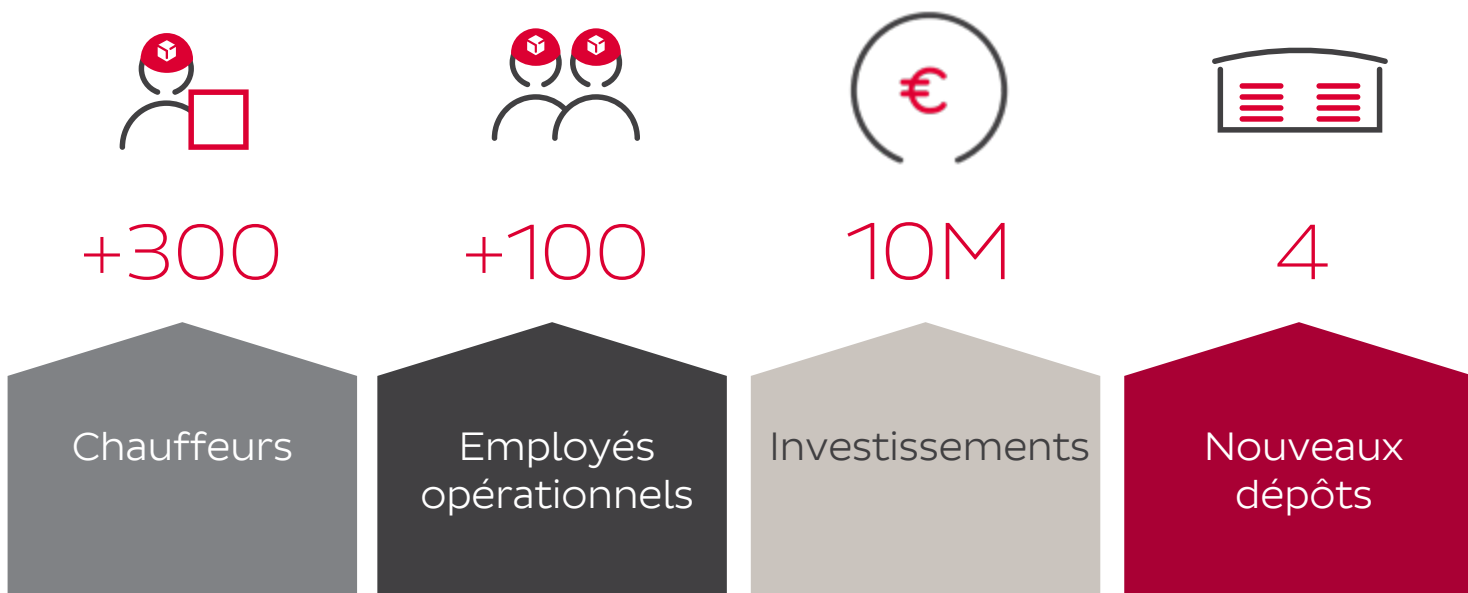 €
+300
+100
10M
4
Chauffeurs
Employés
opérationnels
Investissements
Nouveaux
dépôts